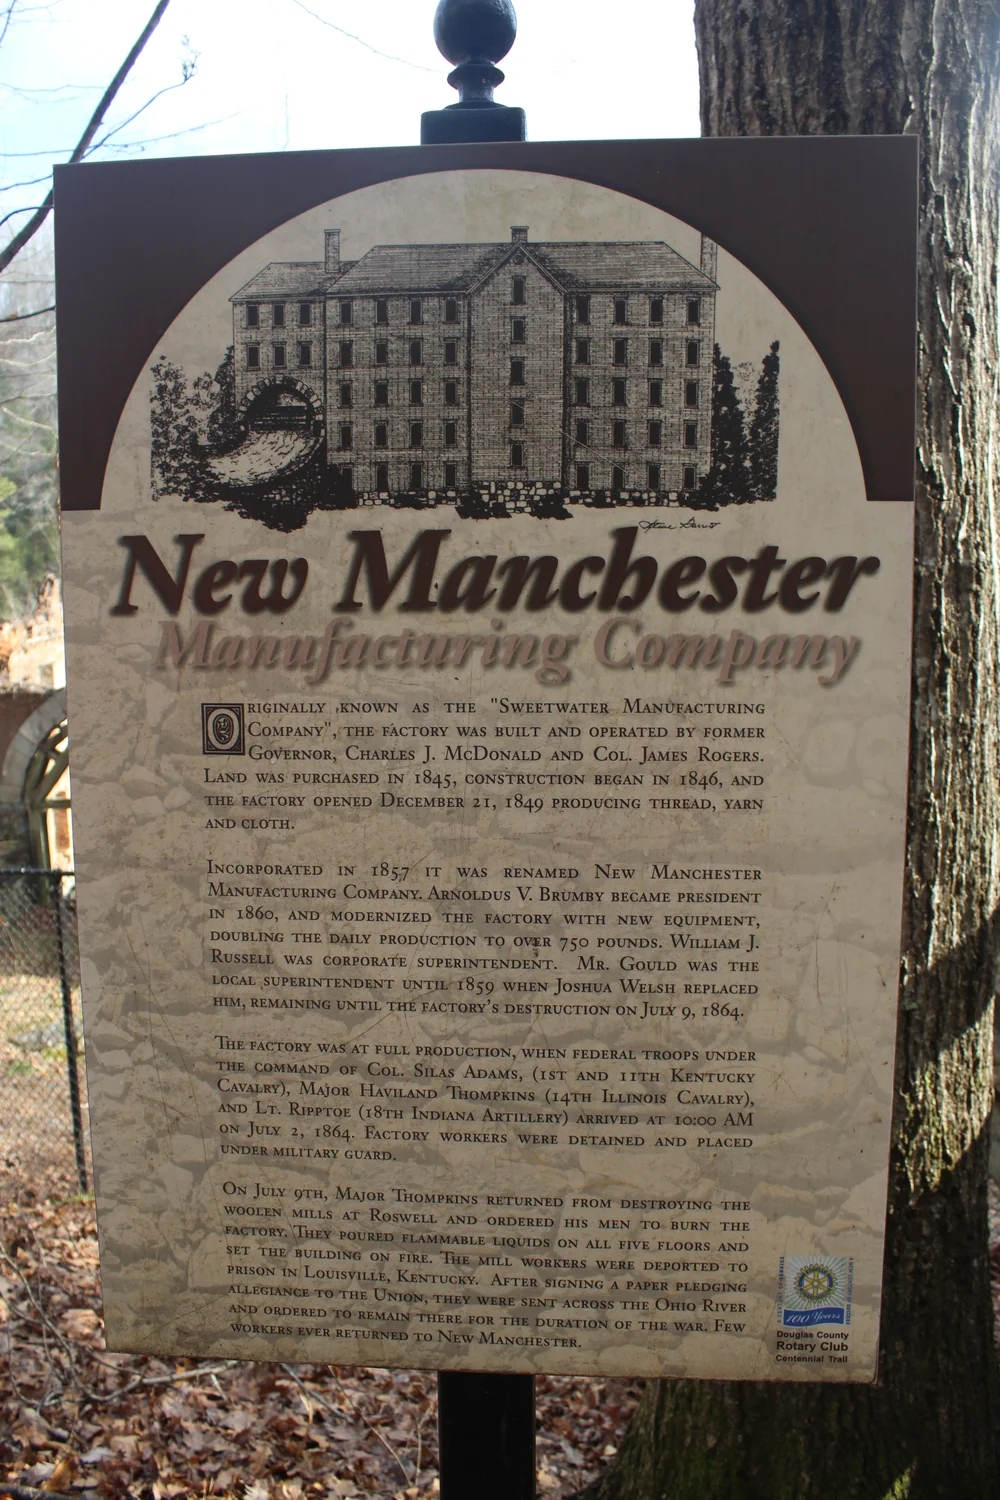 New Manchester
Manufacturing Company
ORIGINALLY KNOWN AS THE "SWEETWATER MANUFACTURING
COMPANY", THE FACTORY WAS BUILT AND OPERATED BY FORMER
GOVERNOR, CHARLES J. MCDONALD AND COL. JAMES ROGERS.
LAND WAS PURCHASED IN 1845, CONSTRUCTION BEGAN IN 1846, AND
THE FACTORY OPENED DECEMBER 21, 1849 PRODUCING THREAD, YARN
AND CLOTH.
INCORPORATED IN 1857 IT WAS RENAMED NEW MANCHESTER
MANUFACTURING COMPANY. ARNOLDUS V. BRUMBY BECAME PRESIDENT
IN 1860, AND MODERNIZED THE FACTORY WITH NEW EQUIPMENT,
DOUBLING THE DAILY PRODUCTION TO OVER 750 POUNDS. WILLIAM J.
RUSSELL WAS CORPORATE SUPERINTENDENT. MR. GOULD WAS THE
LOCAL SUPERINTENDENT UNTIL 1859 WHEN JOSHUA WELSH REPLACED
HIM, REMAINING UNTIL THE FACTORY'S DESTRUCTION ON JULY 9, 1864.
THE FACTORY WAS AT FULL PRODUCTION, WHEN FEDERAL TROOPS UNDER
THE COMMAND OF COL. SILAS ADAMS, (1ST AND 11TH KENTUCKY
CAVALRY), MAJOR HAVILAND THOMPKINS (14TH ILLINOIS CAVALRY),
AND LT. RIPPTOE (18TH INDIANA ARTILLERY) ARRIVED AT 10:00 AM
ON JULY 2, 1864. FACTORY WORKERS WERE DETAINED AND PLACED
UNDER MILITARY GUARD.
ON JULY 9TH, MAJOR THOMPKINS RETURNED FROM DESTROYING THE
WOOLEN MILLS AT ROSWELL AND ORDERED HIS MEN TO BURN THE
FACTORY. THEY POURED FLAMMABLE LIQUIDS ON ALL FIVE FLOORS AND
SET THE BUILDING ON FIRE. THE MILL WORKERS WERE DEPORTED TO
PRISON IN LOUISVILLE, KENTUCKY. AFTER SIGNING A PAPER PLEDGING
ALLEGIANCE TO THE UNION, THEY WERE SENT ACROSS THE OHIO RIVER
AND ORDERED TO REMAIN THERE FOR THE DURATION OF THE WAR. FEW
WORKERS EVER RETURNED TO NEW MANCHESTER.
100 Years
Douglas County
Rotary Club
Centennial Trail